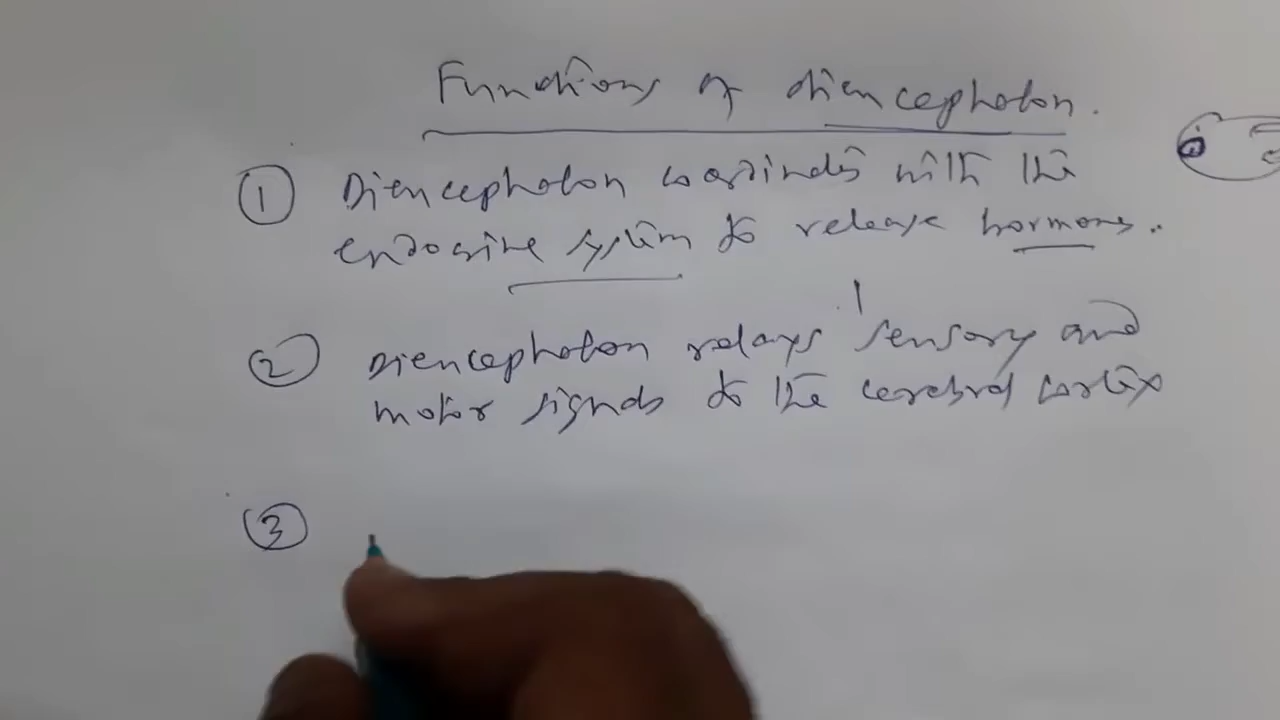 Functions of diencephalon.
① Diencephalon coordinates with the
endocrine system to release hormones.
② Diencephalon relays sensory and
motor signals to the cerebral cortex
③